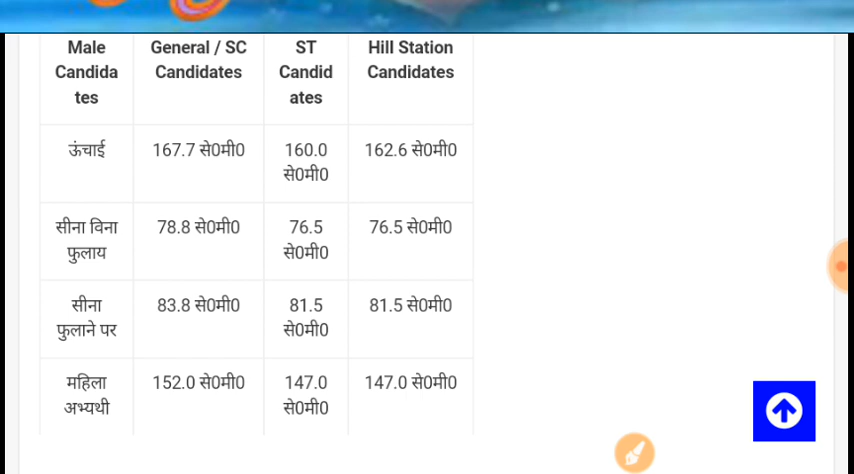 Male General / SC ST Hill Station
Candida Candidates Candid Candidates
tes ates
ऊंचाई 167.7 से0मी0 160.0 162.6 से0मी0
से0मी0
सीना विना 78.8 से0मी0 76.5 76.5 से0मी0
फुलाय से0मी0
सीना 83.8 से0मी0 81.5 81.5 से0मी0
फुलाने पर से0मी0
महिला 152.0 से0मी0 147.0 147.0 से0मी0
अभ्यथी से0मी0